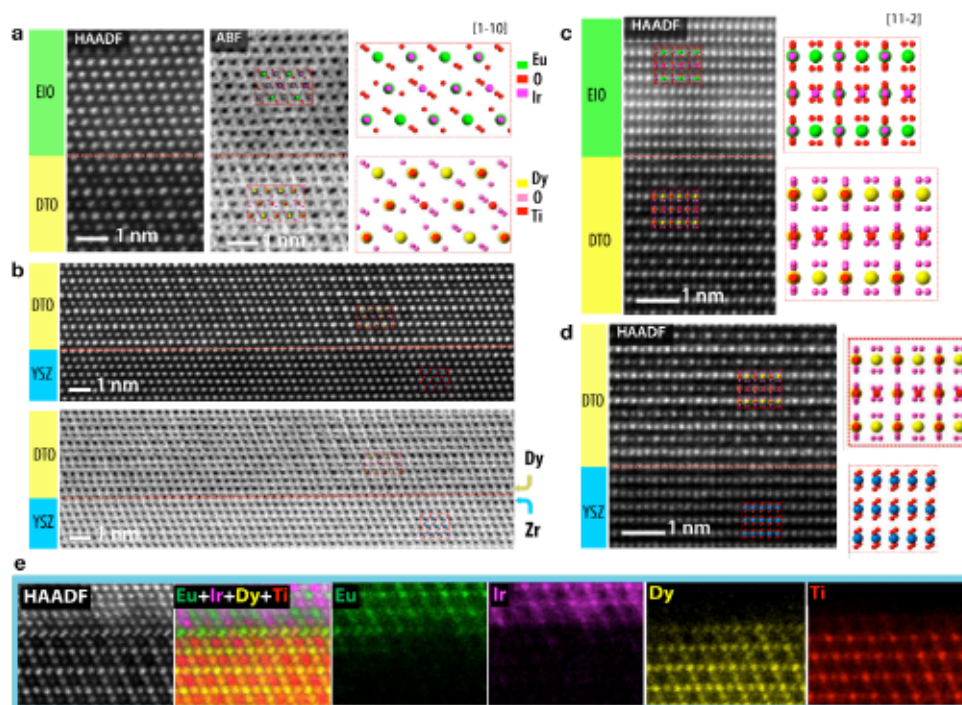 a
HAADF
ABF
[1-10]
EIO
DTO
1 nm
Eu
O
Ir
Dy
O
Ti
b
DTO
YSZ
1 nm
DTO
YSZ
1 nm
Dy
Zr
c
HAADF
[11-2]
EIO
DTO
1 nm
d
HAADF
DTO
YSZ
1 nm
e
HAADF
Eu+Ir+Dy+Ti
Eu
Ir
Dy
Ti